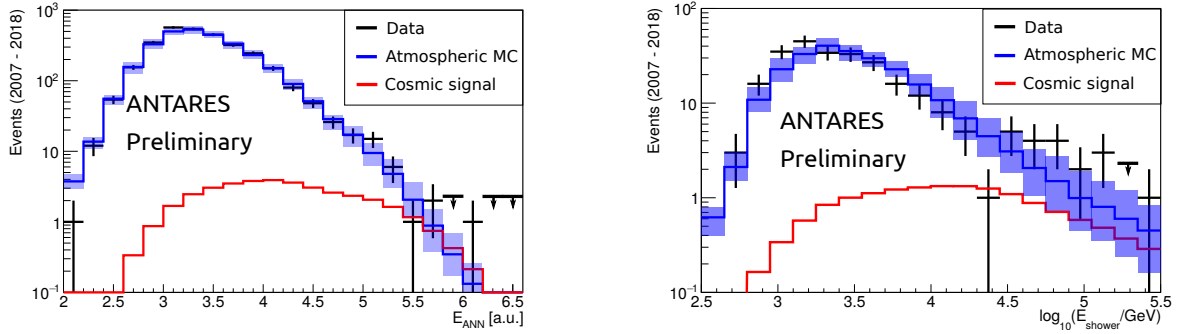 Events (2007 - 2018)
10³
10²
10
1
10⁻¹
Data
Atmospheric MC
Cosmic signal
ANTARES
Preliminary
2 2.5 3 3.5 4 4.5 5 5.5 6 6.5
E_ANN [a.u.]
Events (2007 - 2018)
10²
10
1
10⁻¹
Data
Atmospheric MC
Cosmic signal
ANTARES
Preliminary
2.5 3 3.5 4 4.5 5 5.5
log₁₀(E_shower/GeV)